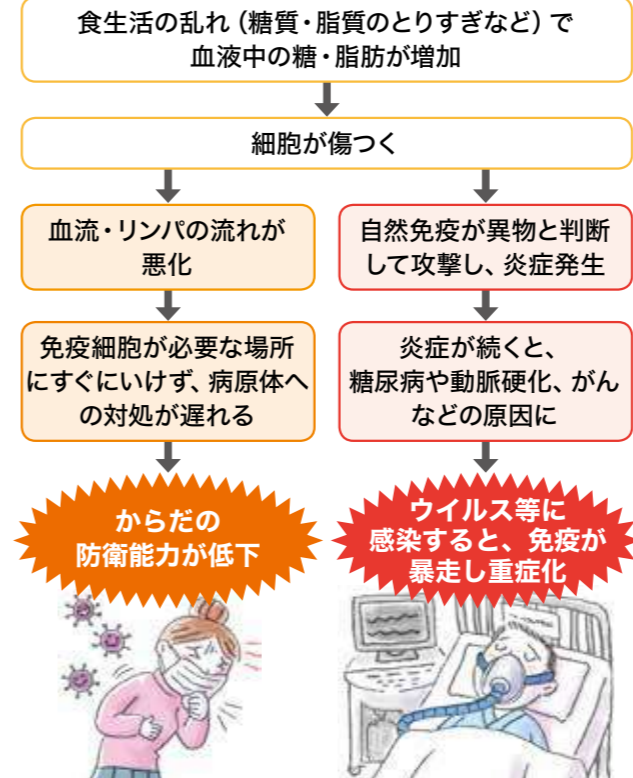 食生活の乱れ（糖質・脂質のとりすぎなど）で
血液中の糖・脂肪が増加
細胞が傷つく
血流・リンパの流れが
悪化
免疫細胞が必要な場所
にすぐにいけず、病原体へ
の対処が遅れる
からだの
防衛能力が低下
自然免疫が異物と判断
して攻撃し、炎症発生
炎症が続くと、
糖尿病や動脈硬化、がん
などの原因に
ウイルス等に
感染すると、免疫が
暴走し重症化